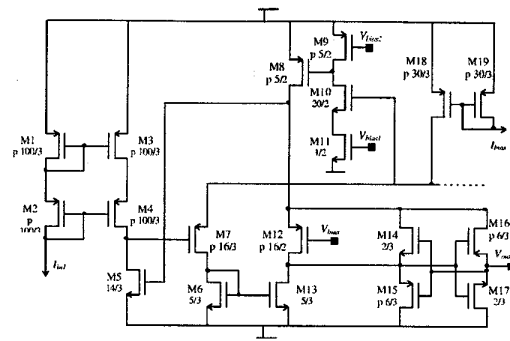 M9
p 5/2
V_bias2
M8
p 5/2
M18
p 30/3
M19
p 30/3
M10
20/2
M1
p 100/3
M3
p 100/3
M11
4/2
V_bias1
I_bias
M2
p
100/3
M4
p 100/3
M7
p 16/3
M12
p 16/2
V_bias
M14
2/3
M16
p 6/3
I_in1
M5
14/3
M6
5/3
M13
5/3
M15
p 6/3
V_out
M17
2/3